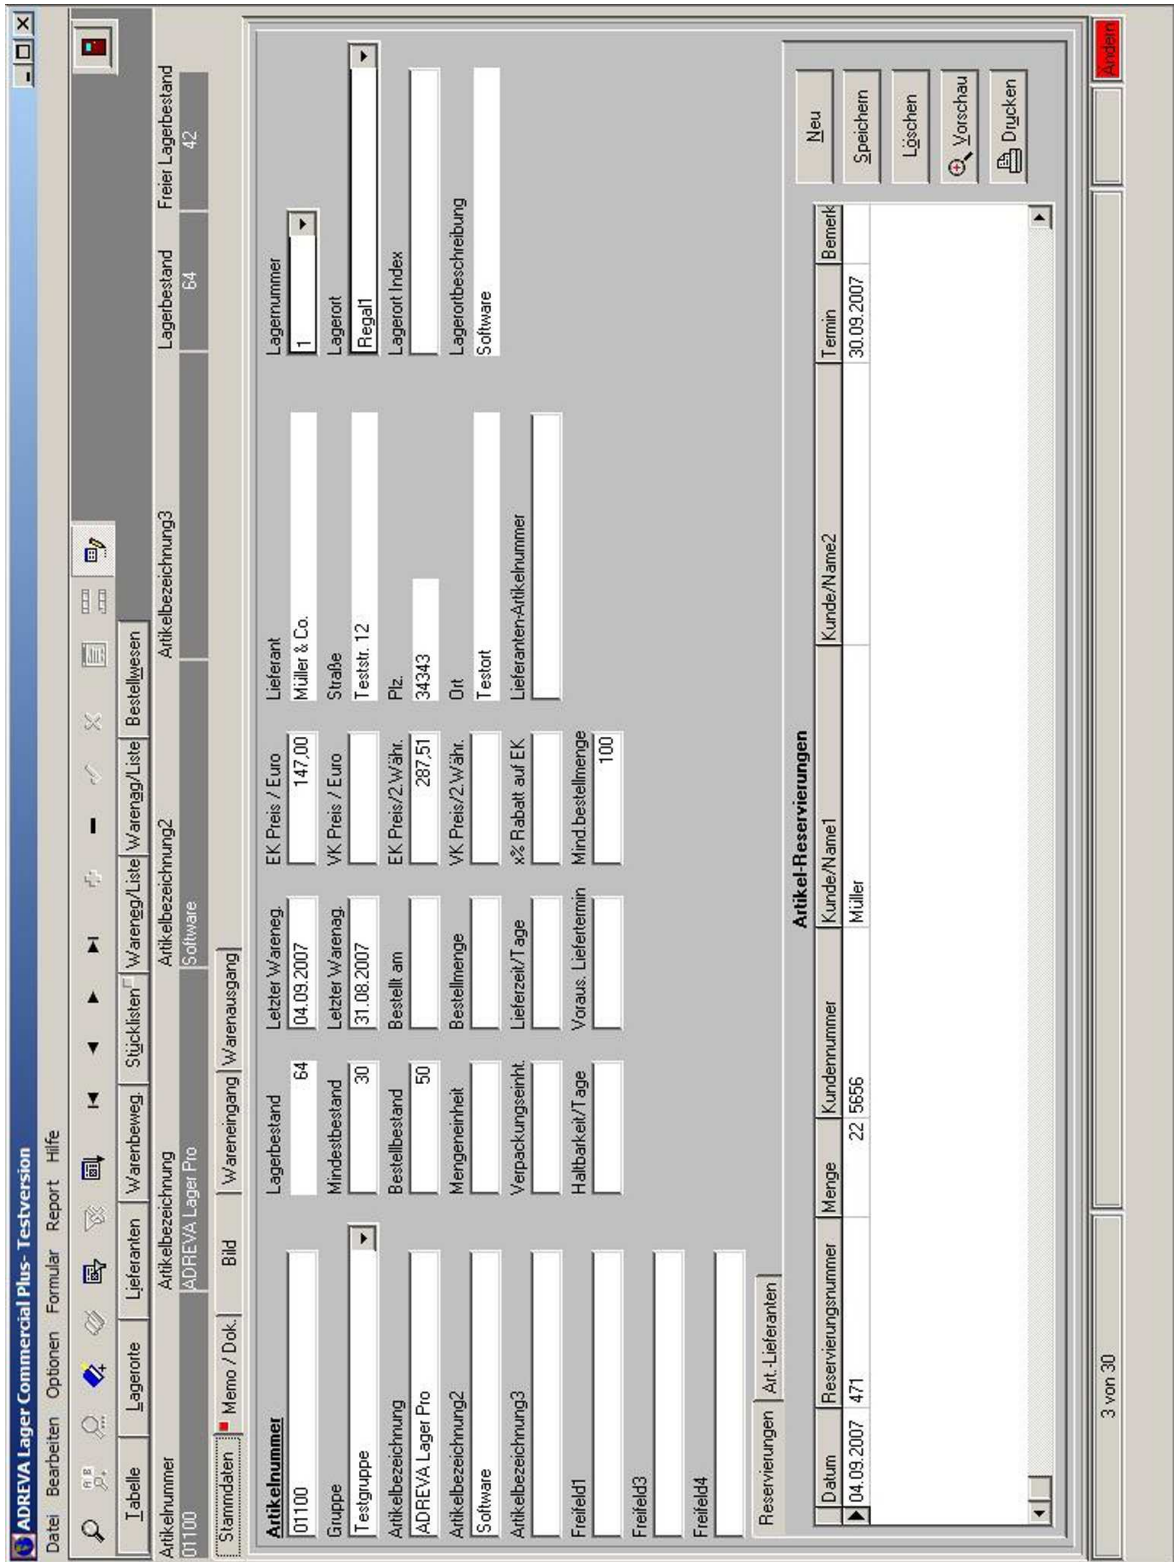 ADREVA Lager Commercial Plus- Testversion
Datei Bearbeiten Optionen Formular Report Hilfe
Tabelle Lagerorte Lieferanten Warenbeweg. Stücklisten Wareneg/Liste Warenag/Liste Bestellwesen
Artikelnummer Artikelbezeichnung Artikelbezeichnung2 Artikelbezeichnung3 Lagerbestand Freier Lagerbestand
01100 ADREVA Lager Pro Software 64 42
Stammdaten Memo / Dok. Bild Wareneingang Warenausgang
Artikelnummer Lagerbestand Letzter Wareneg. EK Preis / Euro Lieferant Lagernummer
01100 64 04.09.2007 147,00 Müller & Co. 1
Gruppe Mindestbestand Letzter Warenag. VK Preis / Euro Straße Lagerort
Testgruppe 30 31.08.2007 Teststr. 12 Regal1
Artikelbezeichnung Bestellbestand Bestellt am EK Preis/2.Währ. Plz. Lagerort Index
ADREVA Lager Pro 50 287,51 34343
Artikelbezeichnung2 Mengeneinheit Bestellmenge VK Preis/2.Währ. Ort Lagerortbeschreibung
Software Testort Software
Artikelbezeichnung3 Verpackungseinht. Lieferzeit/Tage x% Rabatt auf EK Lieferanten-Artikelnummer
Freifeld1 Haltbarkeit/Tage Voraus. Liefertermin Mind.bestellmenge
100
Freifeld3
Freifeld4
Reservierungen Art.-Lieferanten
Artikel-Reservierungen
Datum Reservierungsnummer Menge Kundennummer Kunde/Name1 Kunde/Name2 Termin Bemerk
04.09.2007 471 22 5656 Müller 30.09.2007
Neu
Speichern
Löschen
Vorschau
Drucken
3 von 30 Ändern